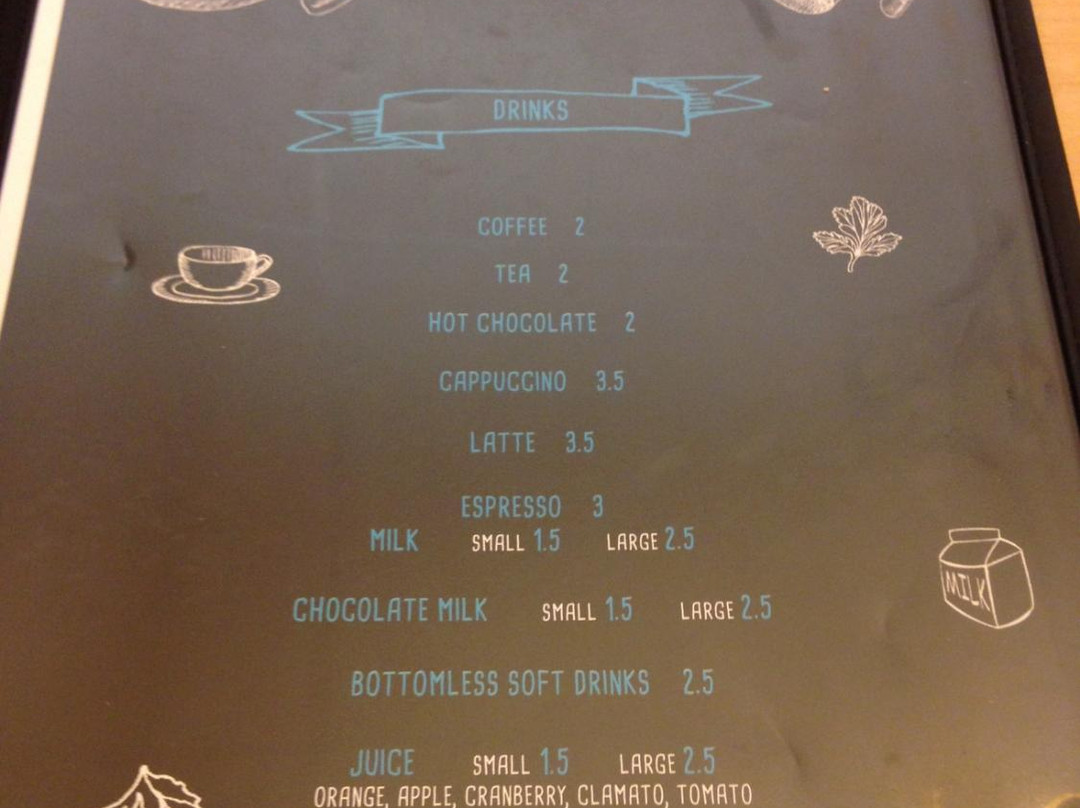 DRINKS
COFFEE 2
TEA 2
HOT CHOCOLATE 2
CAPPUCCINO 3.5
LATTE 3.5
ESPRESSO 3
MILK SMALL 1.5 LARGE 2.5
MILK
CHOCOLATE MILK SMALL 1.5 LARGE 2.5
BOTTOMLESS SOFT DRINKS 2.5
JUICE SMALL 1.5 LARGE 2.5
ORANGE, APPLE, CRANBERRY, CLAMATO, TOMATO